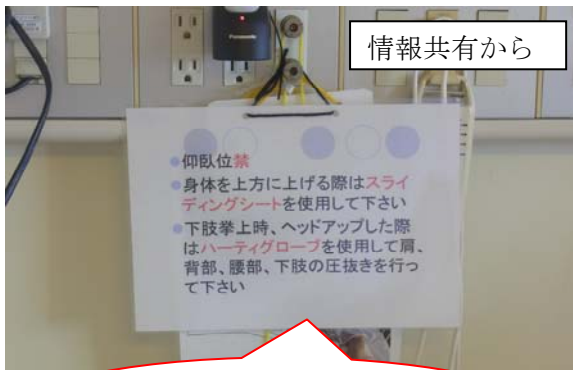 Panasonic
情報共有から
仰臥位禁
身体を上方に上げる際はスライ
ディングシートを使用して下さい
下肢挙上時、ヘッドアップした際
はハーティグローブを使用して肩、
背部、腰部、下肢の圧抜きを行っ
て下さい